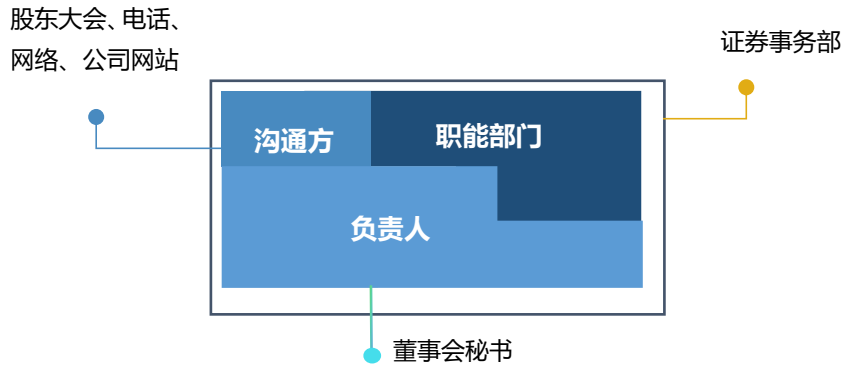 股东大会、电话、
网络、公司网站
证券事务部
沟通方
职能部门
负责人
董事会秘书